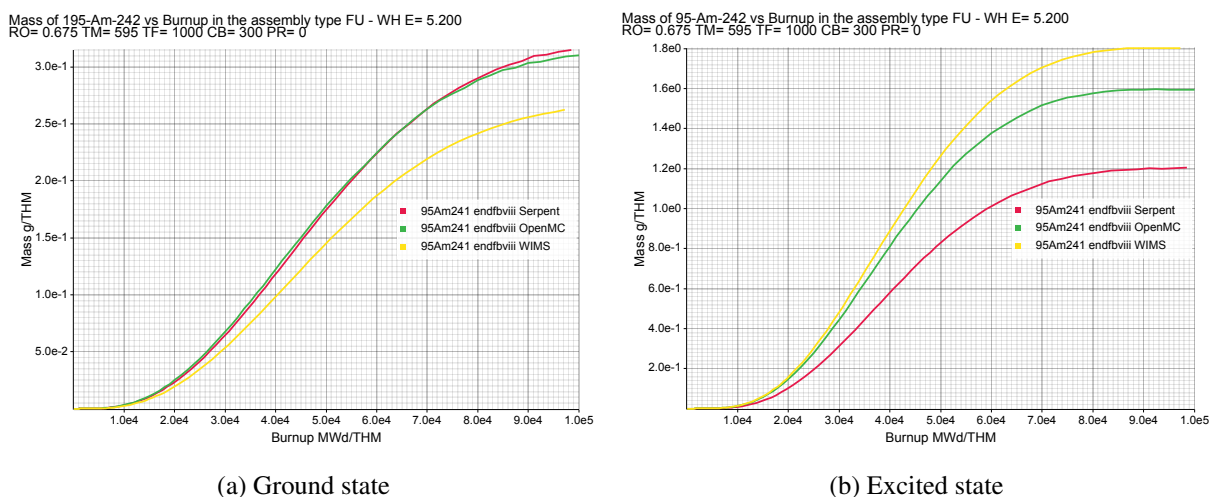 Mass of 195-Am-242 vs Burnup in the assembly type FU - WH E= 5.200
RO= 0.675 TM= 595 TF= 1000 CB= 300 PR= 0
3.0e-1
2.5e-1
2.0e-1
1.5e-1
1.0e-1
5.0e-2
Mass g/THM
95Am241 endfbviii Serpent
95Am241 endfbviii OpenMC
95Am241 endfbviii WIMS
1.0e4 2.0e4 3.0e4 4.0e4 5.0e4 6.0e4 7.0e4 8.0e4 9.0e4 1.0e5
Burnup MWd/THM
(a) Ground state
Mass of 95-Am-242 vs Burnup in the assembly type FU - WH E= 5.200
RO= 0.675 TM= 595 TF= 1000 CB= 300 PR= 0
1.8e0
1.6e0
1.4e0
1.2e0
1.0e0
8.0e-1
6.0e-1
4.0e-1
2.0e-1
Mass g/THM
95Am241 endfbviii Serpent
95Am241 endfbviii OpenMC
95Am241 endfbviii WIMS
1.0e4 2.0e4 3.0e4 4.0e4 5.0e4 6.0e4 7.0e4 8.0e4 9.0e4 1.0e5
Burnup MWd/THM
(b) Excited state